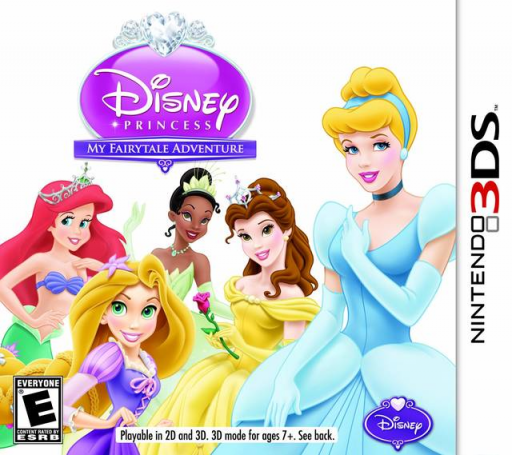 Disney
PRINCESS
MY FAIRYTALE ADVENTURE
NINTENDO 3DS™
EVERYONE
E
CONTENT RATED BY
ESRB
Playable in 2D and 3D. 3D mode for ages 7+. See back.
Disney